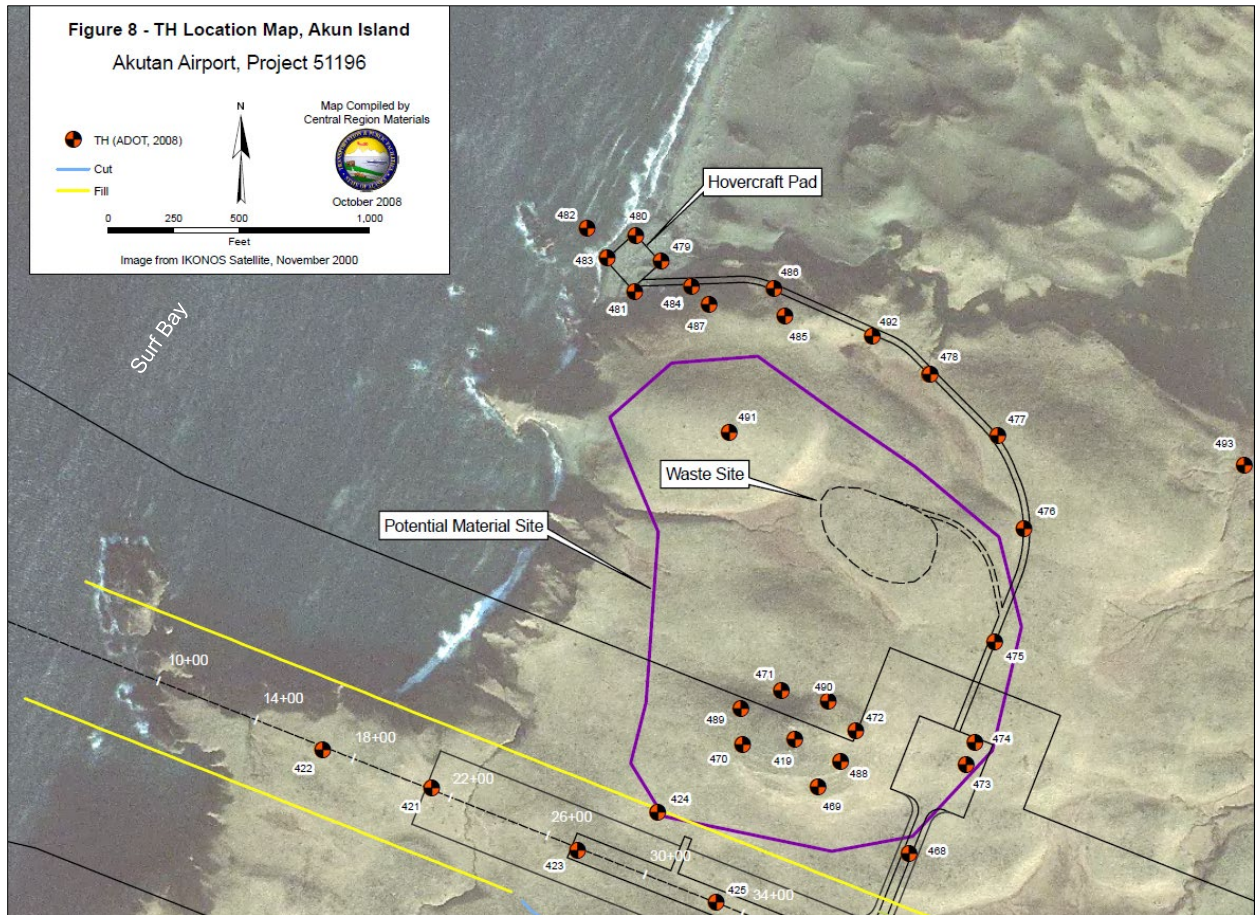 Figure 8 - TH Location Map, Akun Island
Akutan Airport, Project 51196
N
Map Compiled by
Central Region Materials
TH (ADOT, 2008)
Cut
Fill
October 2008
0 250 500 1,000
Feet
Image from IKONOS Satellite, November 2000
Hovercraft Pad
482
480
483
479
481
484
486
487
485
492
478
Surf Bay
477
491
493
Waste Site
476
Potential Material Site
475
10+00
471
490
14+00
489
472
18+00
470
419
474
422
488
473
22+00
421
469
424
26+00
468
423
30+00
425
34+00